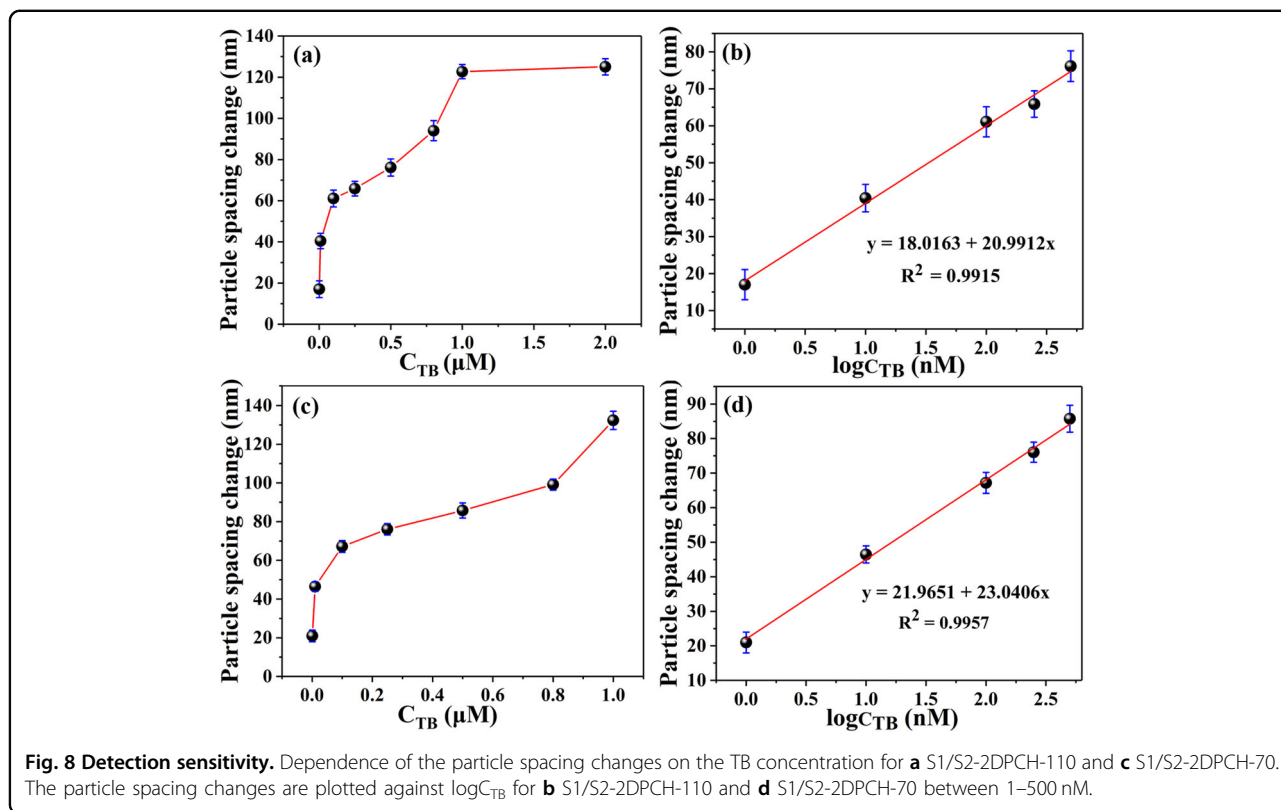 (a)
Particle spacing change (nm)
140
120
100
80
60
40
20
0
0.0 0.5 1.0 1.5 2.0
C_TB (μM)
(b)
Particle spacing change (nm)
80
70
60
50
40
30
20
10
y = 18.0163 + 20.9912x
R² = 0.9915
0.0 0.5 1.0 1.5 2.0 2.5
logC_TB (nM)
(c)
Particle spacing change (nm)
140
120
100
80
60
40
20
0
0.0 0.2 0.4 0.6 0.8 1.0
C_TB (μM)
(d)
Particle spacing change (nm)
90
80
70
60
50
40
30
20
10
y = 21.9651 + 23.0406x
R² = 0.9957
0.0 0.5 1.0 1.5 2.0 2.5
logC_TB (nM)
Fig. 8 Detection sensitivity. Dependence of the particle spacing changes on the TB concentration for a S1/S2-2DPCH-110 and c S1/S2-2DPCH-70.
The particle spacing changes are plotted against logC_TB for b S1/S2-2DPCH-110 and d S1/S2-2DPCH-70 between 1–500 nM.